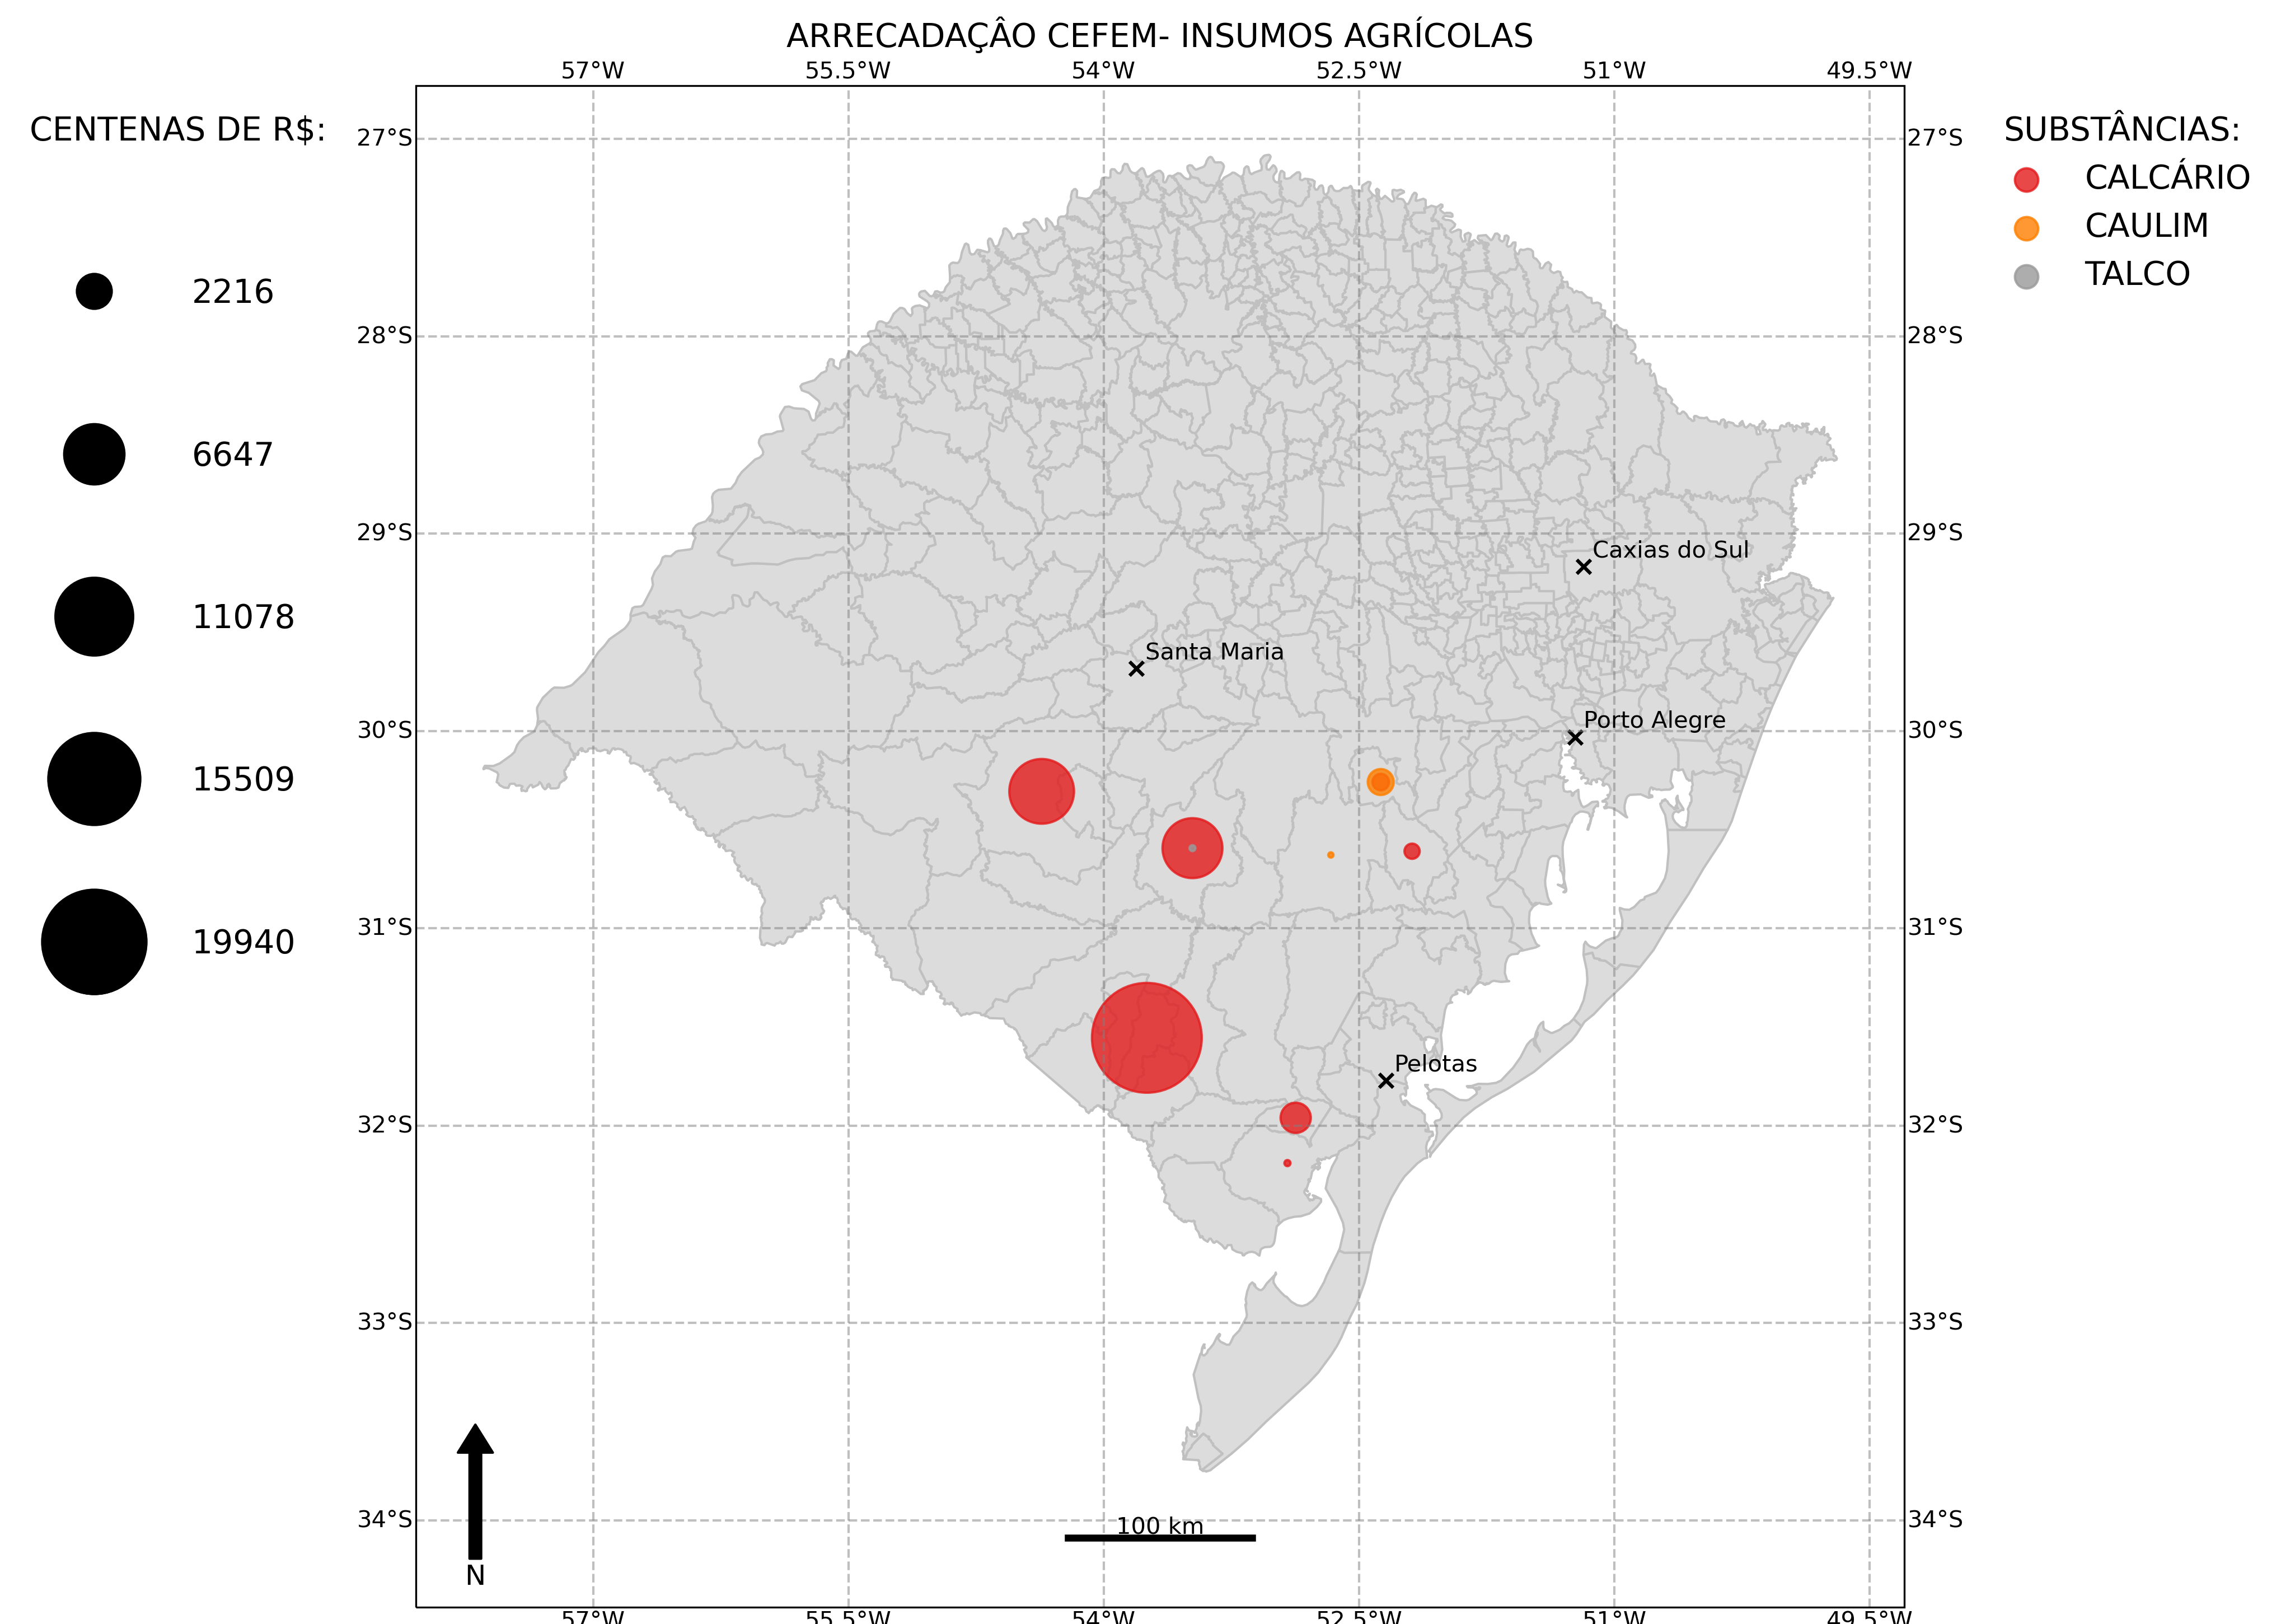 ARRECADAÇÂO CEFEM- INSUMOS AGRÍCOLAS
57°W 55.5°W 54°W 52.5°W 51°W 49.5°W
CENTENAS DE R$:
2216
6647
11078
15509
19940
27°S
28°S
29°S
30°S
31°S
32°S
33°S
34°S
Caxias do Sul
Santa Maria
Porto Alegre
Pelotas
100 km
N
27°S
28°S
29°S
30°S
31°S
32°S
33°S
34°S
SUBSTÂNCIAS:
CALCÁRIO
CAULIM
TALCO
57°W 55.5°W 54°W 52.5°W 51°W 49.5°W